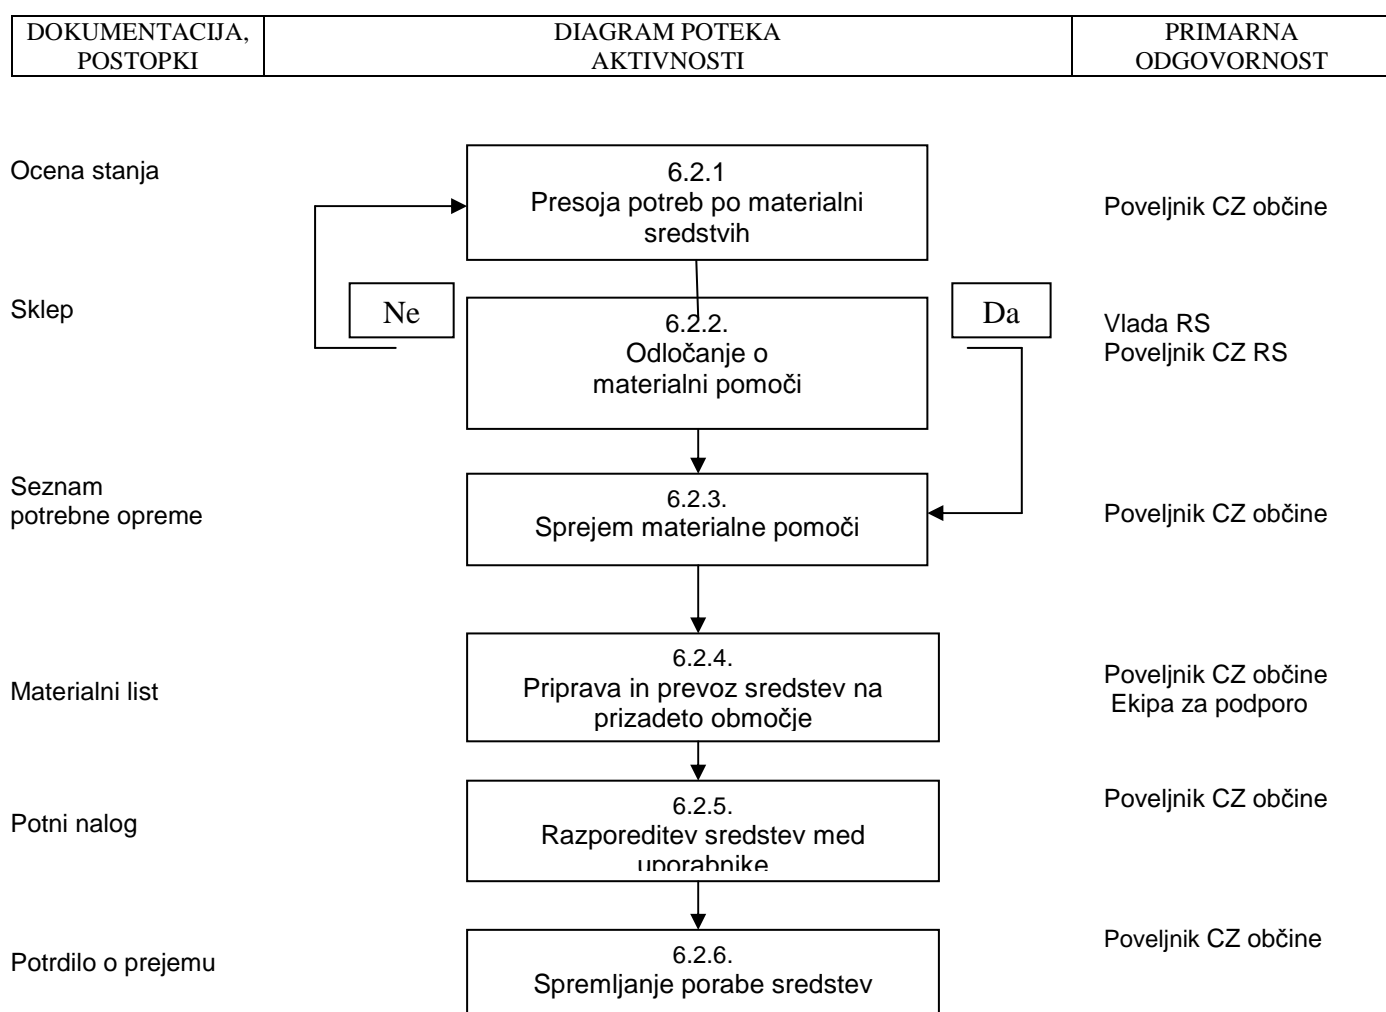 DOKUMENTACIJA,
POSTOPKI
DIAGRAM POTEKA
AKTIVNOSTI
PRIMARNA
ODGOVORNOST
Ocena stanja
6.2.1
Presoja potreb po materialni
sredstvih
Poveljnik CZ občine
Sklep
Ne
6.2.2.
Odločanje o
materialni pomoči
Da
Vlada RS
Poveljnik CZ RS
Seznam
potrebne opreme
6.2.3.
Sprejem materialne pomoči
Poveljnik CZ občine
Materialni list
6.2.4.
Priprava in prevoz sredstev na
prizadeto območje
Poveljnik CZ občine
Ekipa za podporo
Potni nalog
6.2.5.
Razporeditev sredstev med
uporabnike
Poveljnik CZ občine
Potrdilo o prejemu
6.2.6.
Spremljanje porabe sredstev
Poveljnik CZ občine